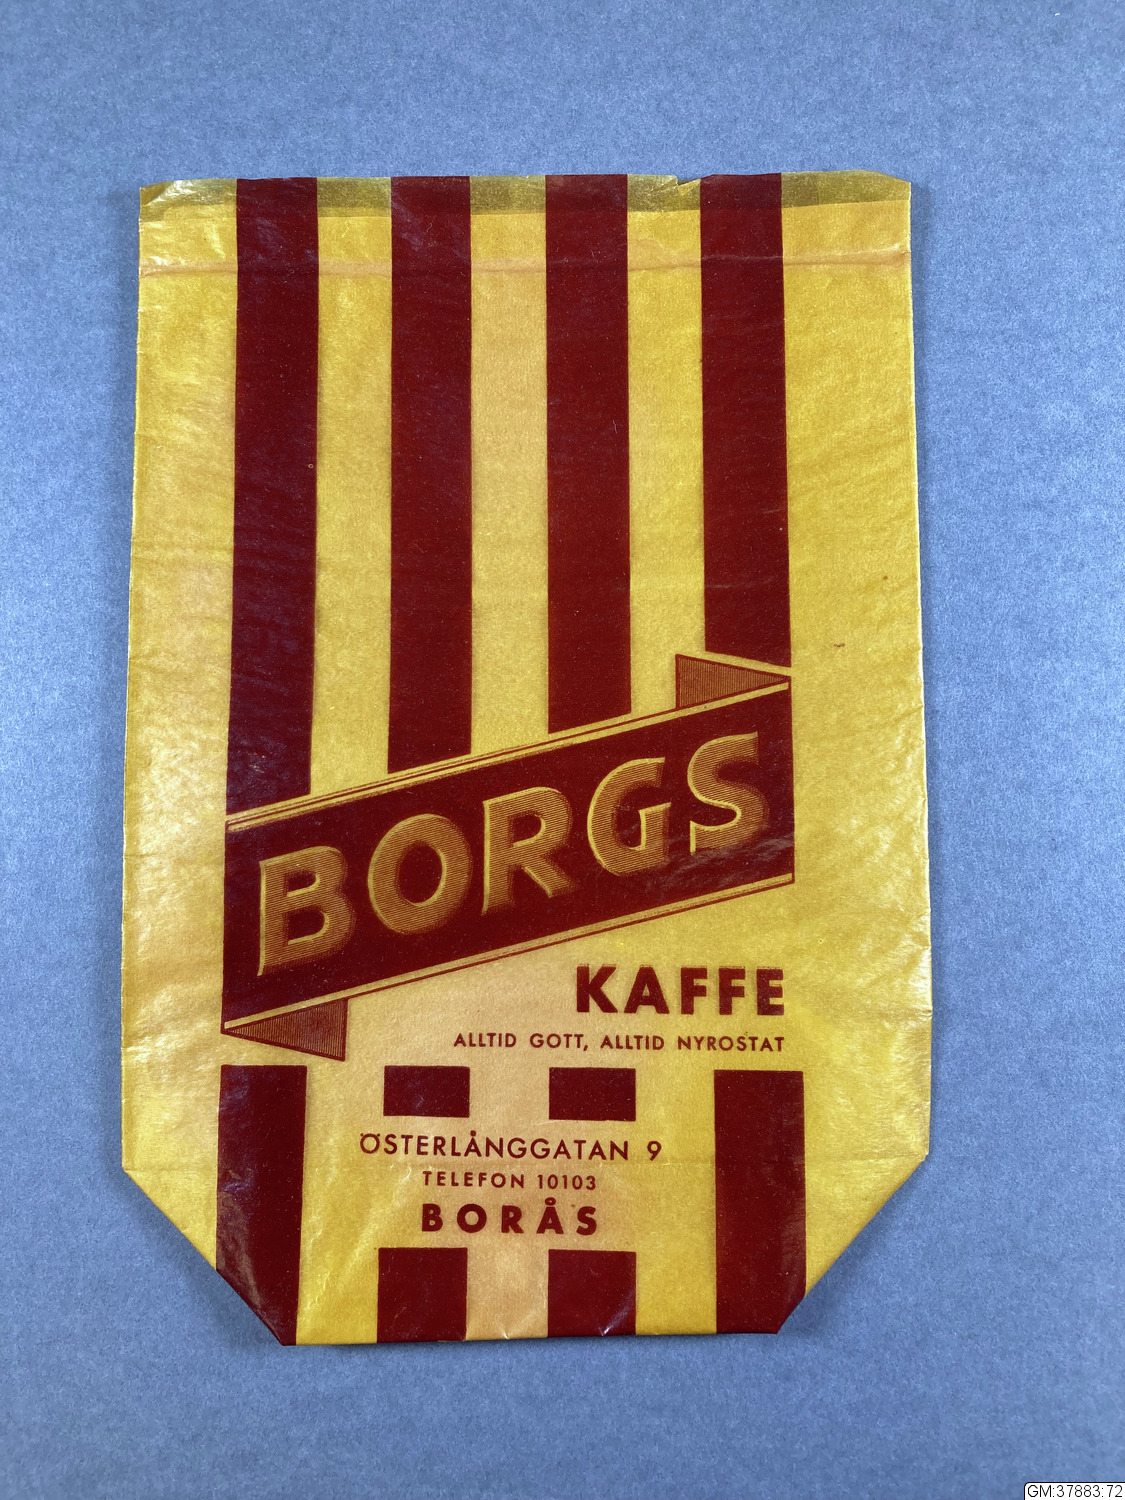 BORGS
KAFFE
ALLTID GOTT, ALLTID NYROSTAT
ÖSTERLÅNGGATAN 9
TELEFON 10103
BORÅS
GM:37883:72